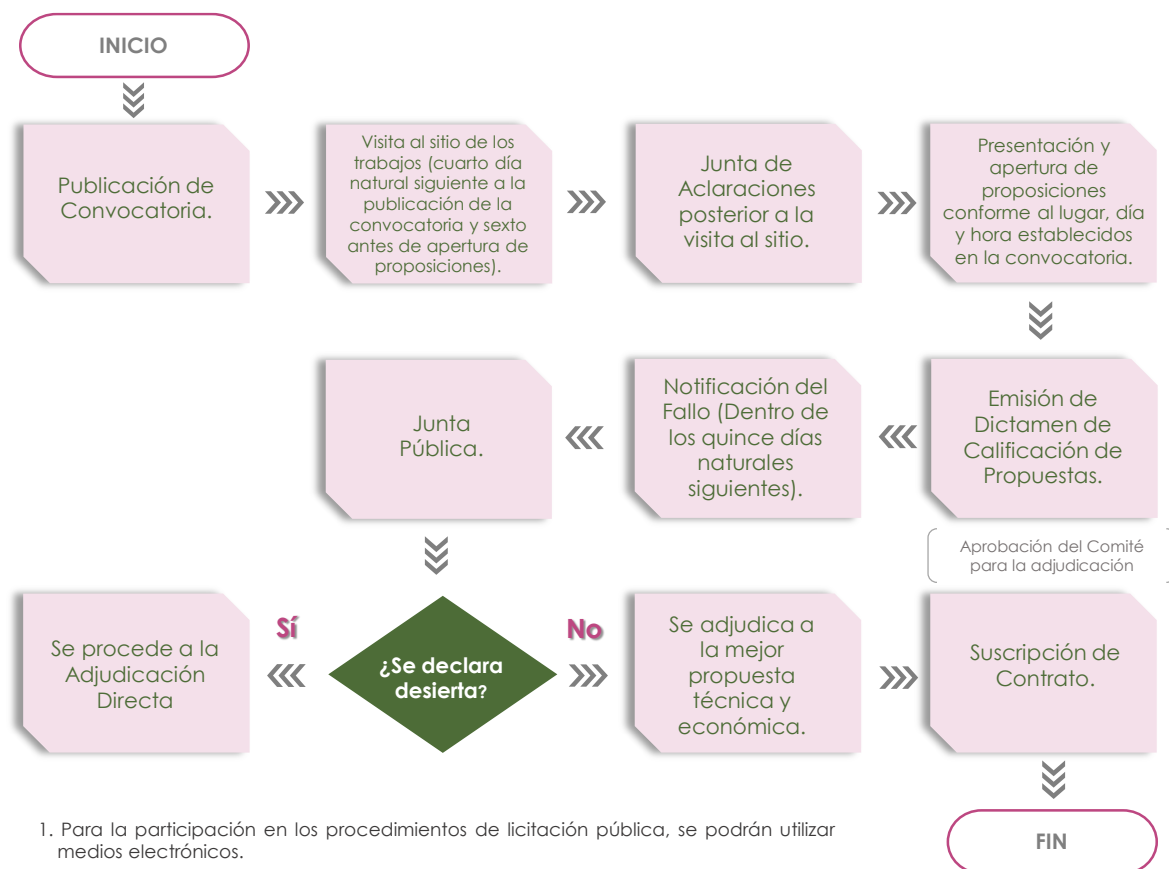 INICIO
Publicación de
Convocatoria.
Visita al sitio de los
trabajos (cuarto día
natural siguiente a la
publicación de la
convocatoria y sexto
antes de apertura de
proposiciones).
Junta de
Aclaraciones
posterior a la
visita al sitio.
Presentación y
apertura de
proposiciones
conforme al lugar, día
y hora establecidos
en la convocatoria.
Emisión de
Dictamen de
Calificación de
Propuestas.
Notificación del
Fallo (Dentro de
los quince días
naturales
siguientes).
Junta
Pública.
Aprobación del Comité
para la adjudicación
¿Se declara
desierta?
Sí
Se procede a la
Adjudicación
Directa
No
Se adjudica a
la mejor
propuesta
técnica y
económica.
Suscripción de
Contrato.
FIN
1. Para la participación en los procedimientos de licitación pública, se podrán utilizar
medios electrónicos.